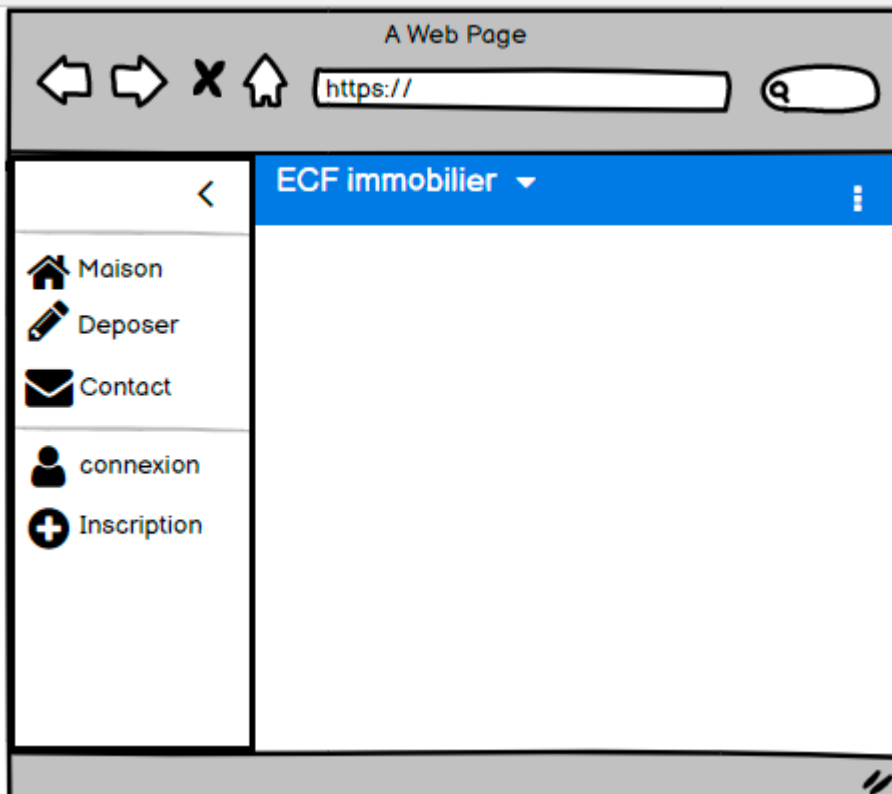 A Web Page
https://
ECF immobilier
Maison
Deposer
Contact
connexion
Inscription